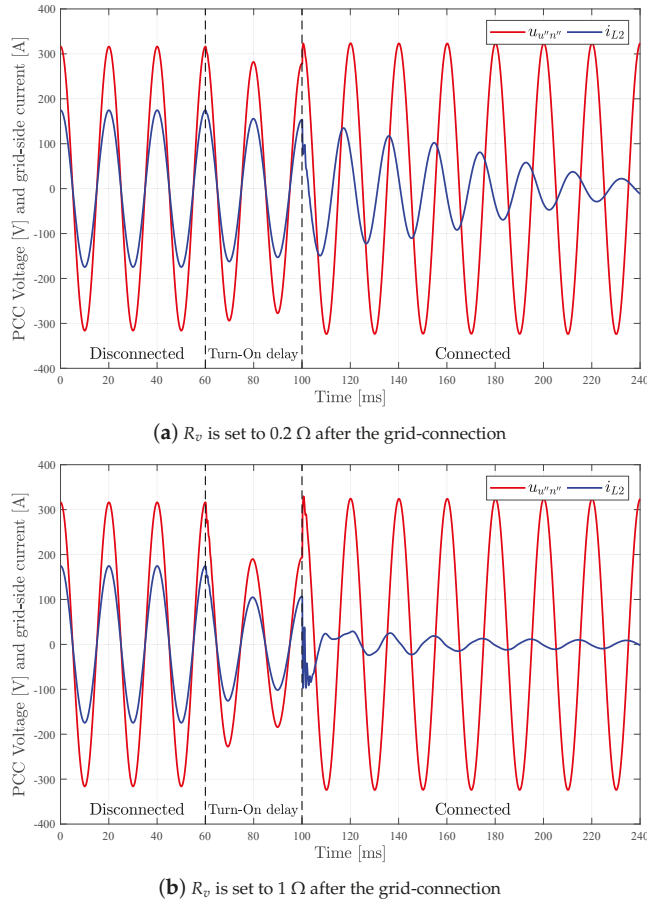 PCC Voltage [V] and grid-side current [A]
400
300
200
100
0
-100
-200
-300
-400
u_{u''n''} i_{L2}
Disconnected Turn-On delay Connected
0 20 40 60 80 100 120 140 160 180 200 220 240
Time [ms]
(a) R_v is set to 0.2 Ω after the grid-connection
PCC Voltage [V] and grid-side current [A]
400
300
200
100
0
-100
-200
-300
-400
u_{u''n''} i_{L2}
Disconnected Turn-On delay Connected
0 20 40 60 80 100 120 140 160 180 200 220 240
Time [ms]
(b) R_v is set to 1 Ω after the grid-connection